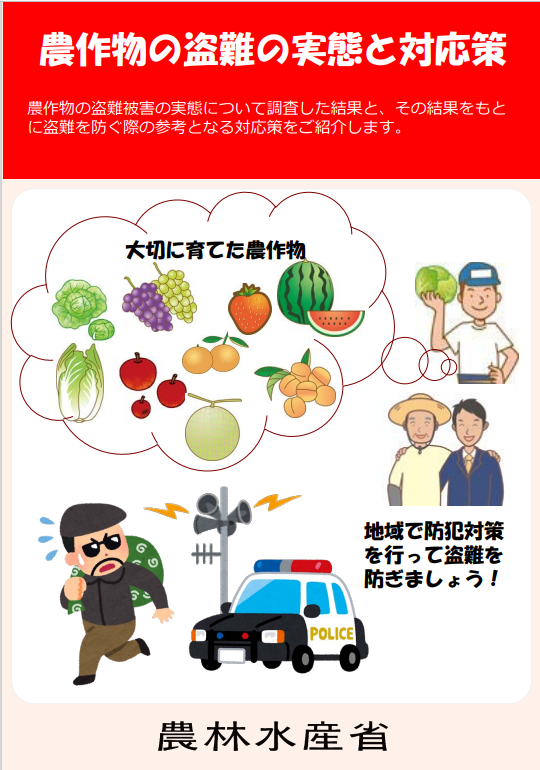 農作物の盗難の実態と対応策
農作物の盗難被害の実態について調査した結果と、その結果をもと
に盗難を防ぐ際の参考となる対応策をご紹介します。
大切に育てた農作物
地域で防犯対策
を行って盗難を
防ぎましょう！
POLICE
農林水産省